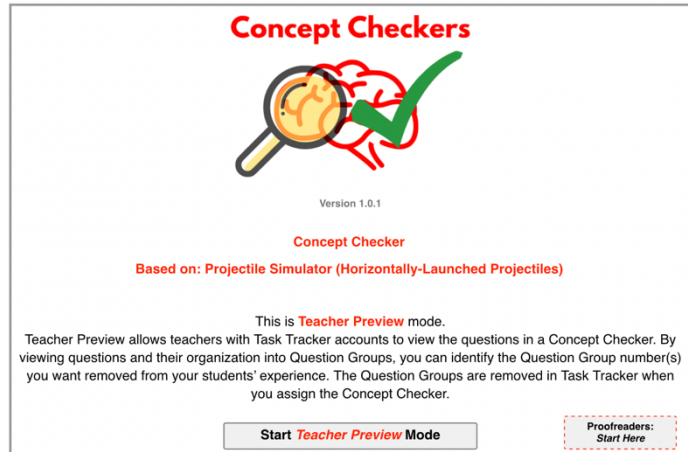 Concept Checkers
Version 1.0.1
Concept Checker
Based on: Projectile Simulator (Horizontally-Launched Projectiles)
This is Teacher Preview mode.
Teacher Preview allows teachers with Task Tracker accounts to view the questions in a Concept Checker. By
viewing questions and their organization into Question Groups, you can identify the Question Group number(s)
you want removed from your students' experience. The Question Groups are removed in Task Tracker when
you assign the Concept Checker.
Start Teacher Preview Mode
Proofreaders:
Start Here